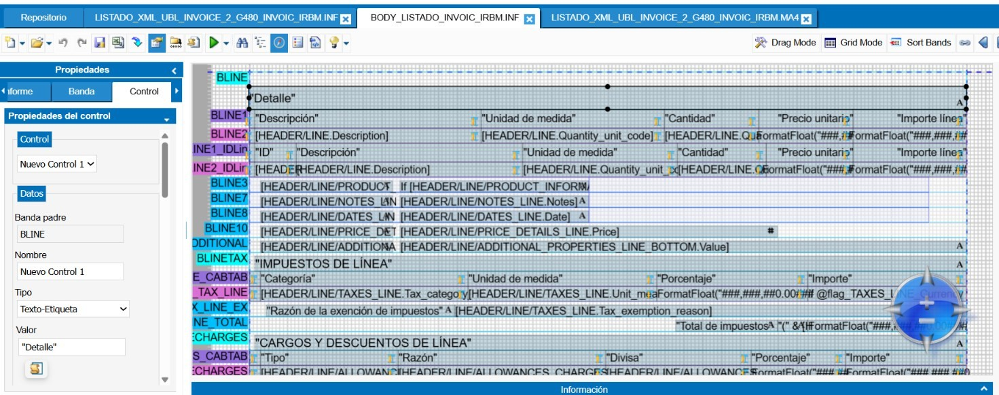 Repositorio LISTADO_XML_UBL_INVOICE_2_G480_INVOIC_IRBM.INF BODY_LISTADO_INVOIC_IRBM.INF LISTADO_XML_UBL_INVOICE_2_G480_INVOIC_IRBM.MA4
Drag Mode Grid Mode Sort Bands
Propiedades
nforme Banda Control
Propiedades del control
Control
Nuevo Control 1
Datos
Banda padre
BLINE
Nombre
Nuevo Control 1
Tipo
Texto-Etiqueta
Valor
"Detalle"
BLINE
"Detalle" A
BLINE1 "Descripción" "Unidad de medida" "Cantidad" "Precio unitario" "Importe línea"
BLINE2 [HEADER/LINE.Description] [HEADER/LINE.Quantity_unit_code] [HEADER/LINE.Qua FormatFloat("###,## FormatFloat("###,###,##
INE1_IDLin "ID" "Descripción" "Unidad de medida" "Cantidad" "Precio unitario" "Importe línea"
INE2_IDLin [HEADER [HEADER/LINE.Description] [HEADER/LINE.Quantity_unit_co [HEADER/LINE.Q FormatFloat("###, FormatFloat("###,###,##
BLINE3 [HEADER/LINE/PRODUCT If [HEADER/LINE/PRODUCT_INFORMA
BLINE7 [HEADER/LINE/NOTES_LIN [HEADER/LINE/NOTES_LINE.Notes] A
BLINE8 [HEADER/LINE/DATES_LIN [HEADER/LINE/DATES_LINE.Date] A
BLINE10 [HEADER/LINE/PRICE_DET [HEADER/LINE/PRICE_DETAILS_LINE.Price] #
DDITIONAL [HEADER/LINE/ADDITIONA [HEADER/LINE/ADDITIONAL_PROPERTIES_LINE_BOTTOM.Value] A
BLINETAX "IMPUESTOS DE LÍNEA" A
E_CABTAB "Categoría" "Unidad de medida" "Porcentaje" "Importe"
_TAX_LINE [HEADER/LINE/TAXES_LINE.Tax_category [HEADER/LINE/TAXES_LINE.Unit_mea FormatFloat("###,###,##0.00 @flag_TAXES_LINE_Currency
X_LINE_EX "Razón de la exención de impuestos" A [HEADER/LINE/TAXES_LINE.Tax_exemption_reason]
NE_TOTAL "Total de impuestos A "(" & FormatFloat("###,
ECHARGES "CARGOS Y DESCUENTOS DE LÍNEA" A
S_CABTAB "Tipo" "Razón" "Divisa" "Porcentaje" "Importe"
ECHARGES [HEADER/LINE/ALLOWANC [HEADER/LINE/ALLOWANCES_CHARGES [HEADER/LINE/ALLOWANCES FormatFloat("### FormatFloat("###,###,##0
Información